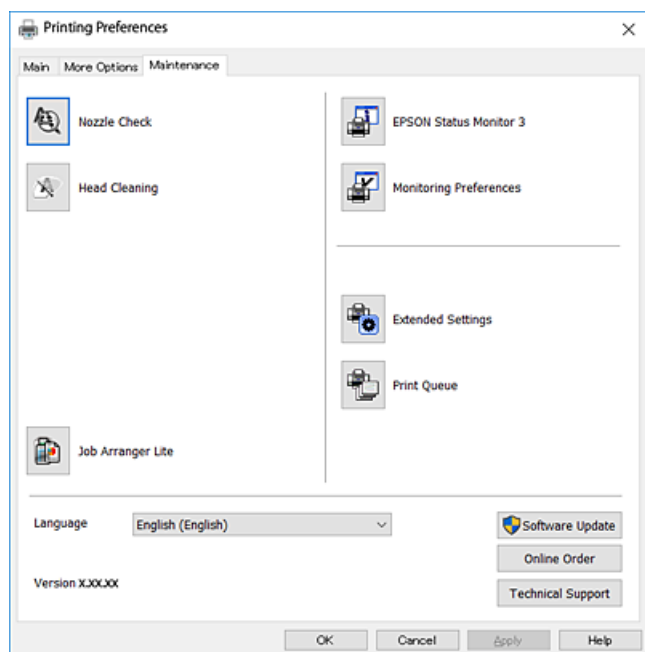 Printing Preferences
Main More Options Maintenance
Nozzle Check
EPSON Status Monitor 3
Head Cleaning
Monitoring Preferences
Extended Settings
Print Queue
Job Arranger Lite
Language English (English)
Software Update
Online Order
Version X.XX.XX
Technical Support
OK Cancel Apply Help